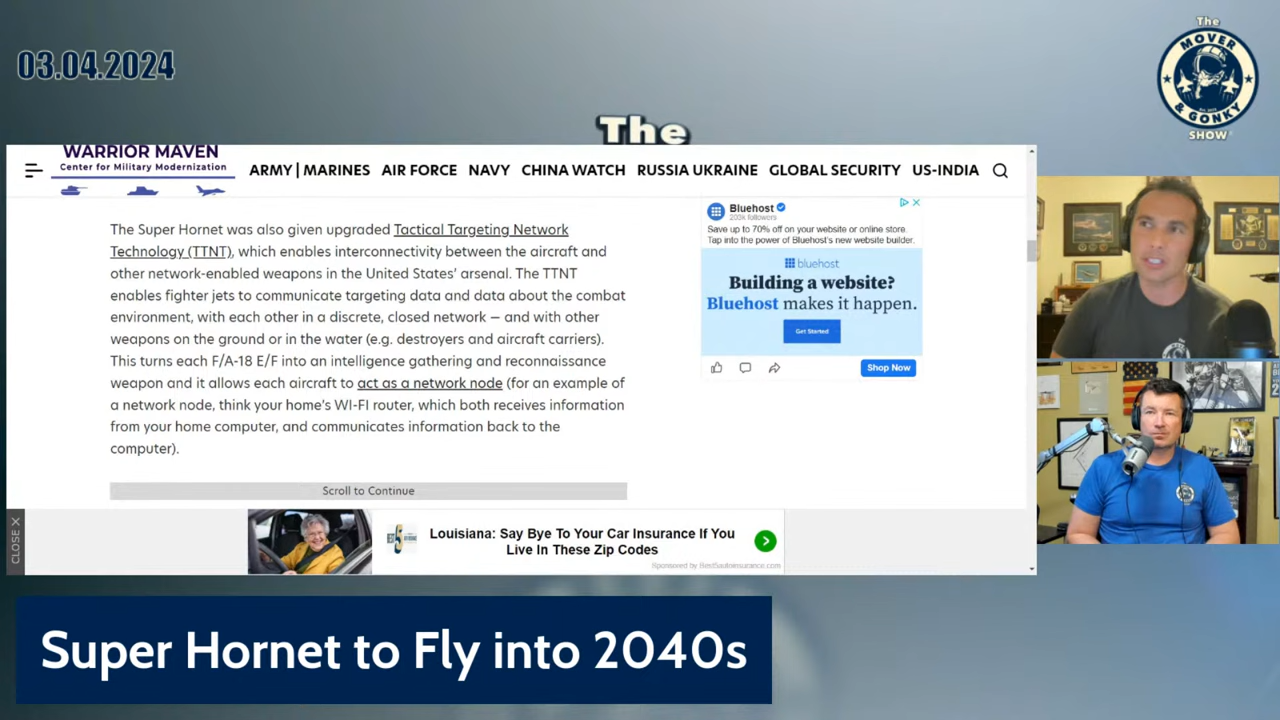 03.04.2024
The
MOVER
& GONKY
SHOW
The
WARRIOR MAVEN
Center for Military Modernization
ARMY | MARINES AIR FORCE NAVY CHINA WATCH RUSSIA UKRAINE GLOBAL SECURITY US-INDIA
The Super Hornet was also given upgraded Tactical Targeting Network
Technology (TTNT), which enables interconnectivity between the aircraft and
other network-enabled weapons in the United States’ arsenal. The TTNT
enables fighter jets to communicate targeting data and data about the combat
environment, with each other in a discrete, closed network — and with other
weapons on the ground or in the water (e.g. destroyers and aircraft carriers).
This turns each F/A-18 E/F into an intelligence gathering and reconnaissance
weapon and it allows each aircraft to act as a network node (for an example of
a network node, think your home’s WI-FI router, which both receives information
from your home computer, and communicates information back to the
computer).
Scroll to Continue
Bluehost
203k followers
Save up to 70% off on your website or online store.
Tap into the power of Bluehost's new website builder.
bluehost
Building a website?
Bluehost makes it happen.
Get Started
Shop Now
CLOSE X
Louisiana: Say Bye To Your Car Insurance If You
Live In These Zip Codes
Sponsored by BestSautoinsurance.com
Super Hornet to Fly into 2040s